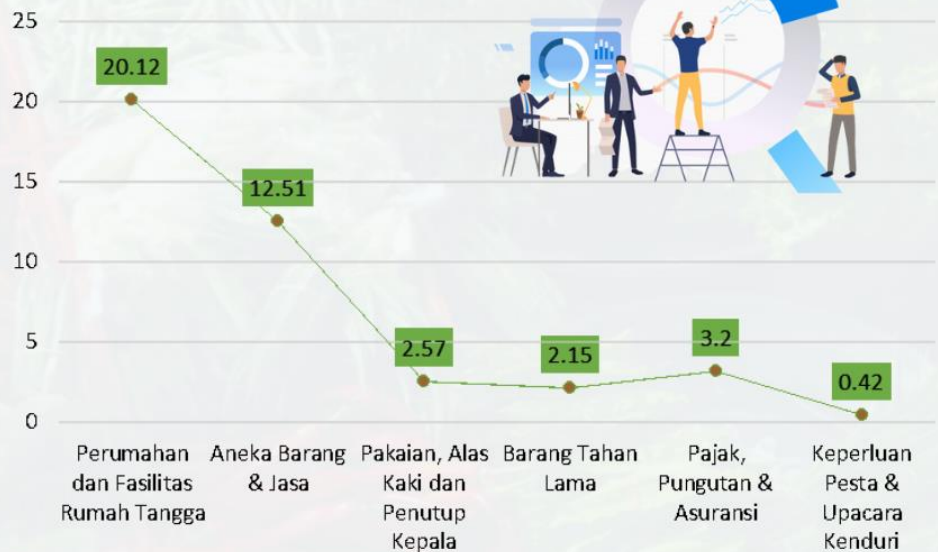 25
20
15
10
5
0
20.12
12.51
2.57
2.15
3.2
0.42
Perumahan
dan Fasilitas
Rumah Tangga
Aneka Barang
& Jasa
Pakaian, Alas
Kaki dan
Penutup
Kepala
Barang Tahan
Lama
Pajak,
Pungutan &
Asuransi
Keperluan
Pesta &
Upacara
Kenduri